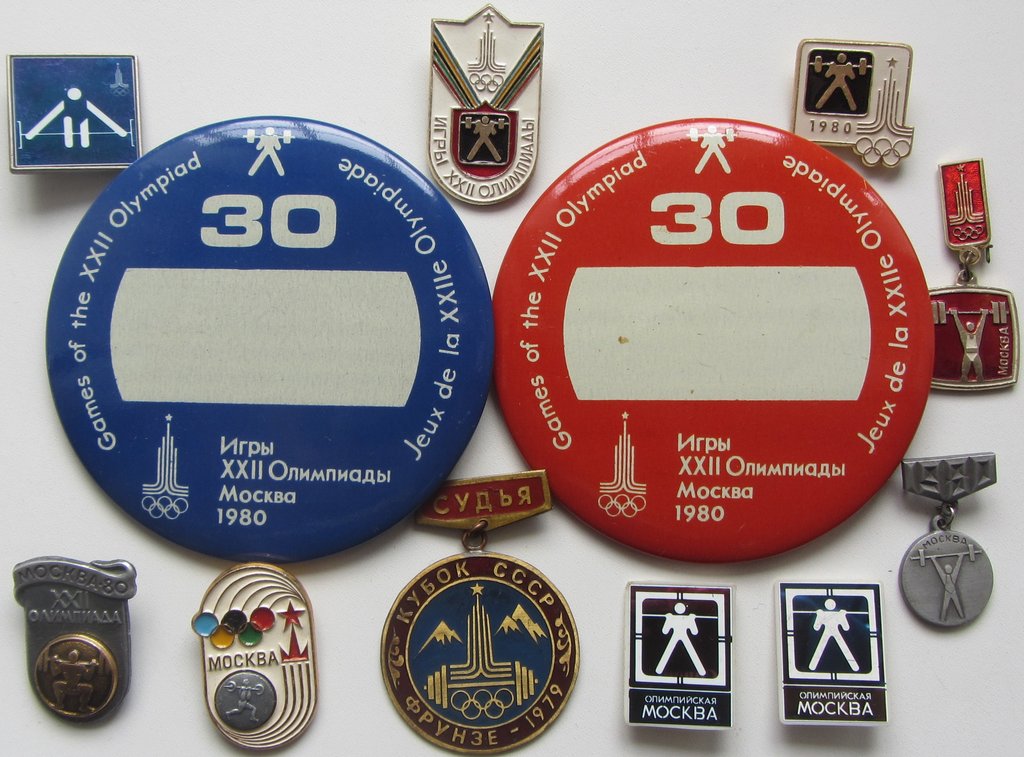 ИГРЫ XXII ОЛИМПИАДЫ
1980
30
Games of the XXII Olympiad
Jeux de la XXIIe Olympiade
Игры
XXII Олимпиады
Москва
1980
30
Games of the XXII Olympiad
Jeux de la XXIIe Olympiade
Игры
XXII Олимпиады
Москва
1980
МОСКВА
СУДЬЯ
КУБОК СССР
ФРУНЗЕ - 1979
МОСКВА
МОСКВА-80
XXII
ОЛИМПИАДА
МОСКВА
ОЛИМПИЙСКАЯ
МОСКВА
ОЛИМПИЙСКАЯ
МОСКВА